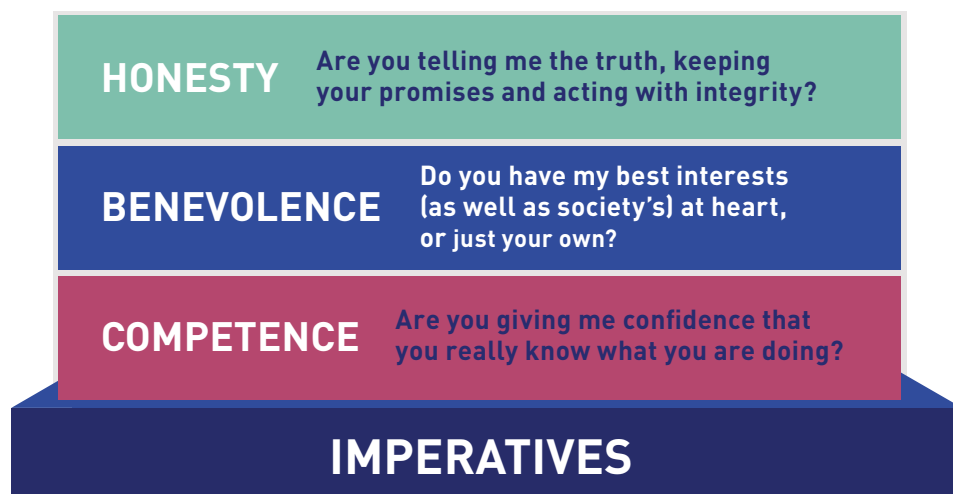 HONESTY
Are you telling me the truth, keeping
your promises and acting with integrity?
BENEVOLENCE
Do you have my best interests
(as well as society's) at heart,
or just your own?
COMPETENCE
Are you giving me confidence that
you really know what you are doing?
IMPERATIVES